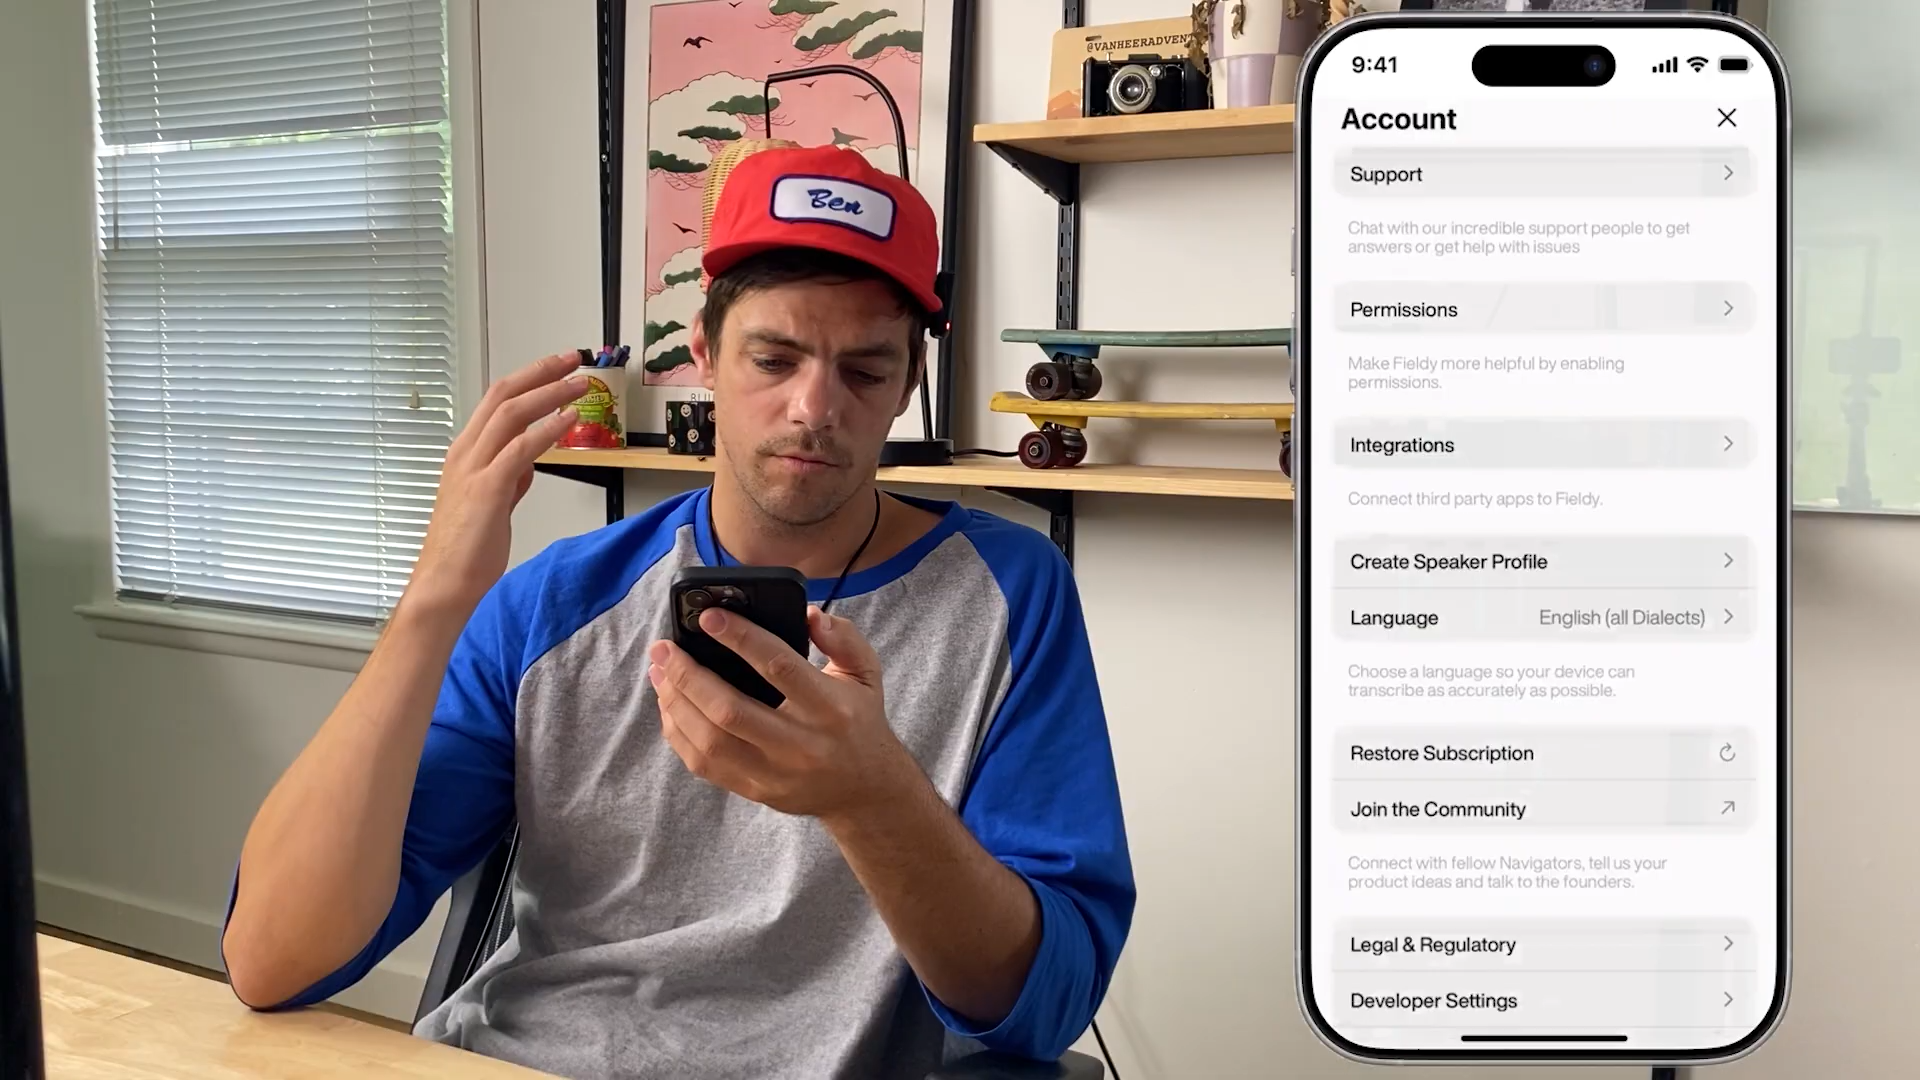 @VANHEERADVENT
Ben
9:41
Account
Support
Chat with our incredible support people to get
answers or get help with issues
Permissions
Make Fieldy more helpful by enabling
permissions.
Integrations
Connect third party apps to Fieldy.
Create Speaker Profile
Language English (all Dialects)
Choose a language so your device can
transcribe as accurately as possible.
Restore Subscription
Join the Community
Connect with fellow Navigators, tell us your
product ideas and talk to the founders.
Legal & Regulatory
Developer Settings